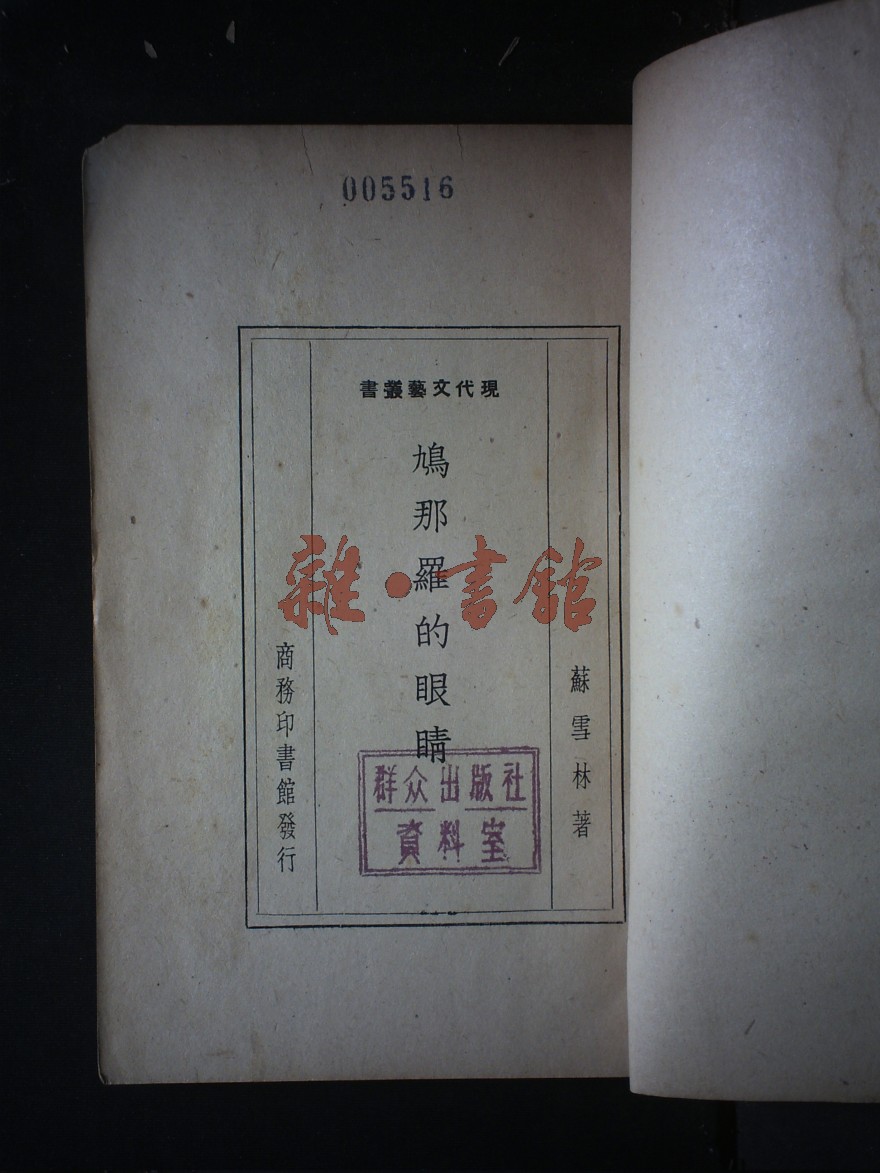 005516
現代文藝叢書
鳩那羅的眼睛
蘇雪林著
商務印書館發行
雜·書館
群众出版社
資料室